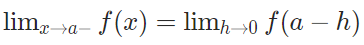 lim_{x→a−} f(x) = lim_{h→0} f(a − h)